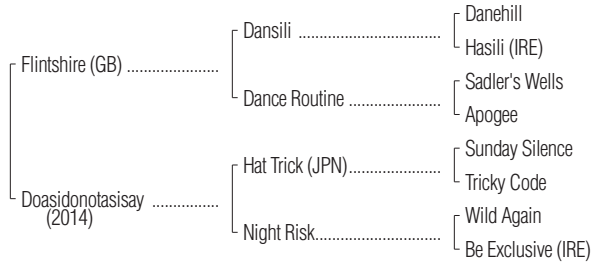 Danehill
Dansili
Hasili (IRE)
Flintshire (GB)
Sadler's Wells
Dance Routine
Apogee
Sunday Silence
Hat Trick (JPN)
Tricky Code
Doasidonotasisay
(2014)
Wild Again
Night Risk
Be Exclusive (IRE)